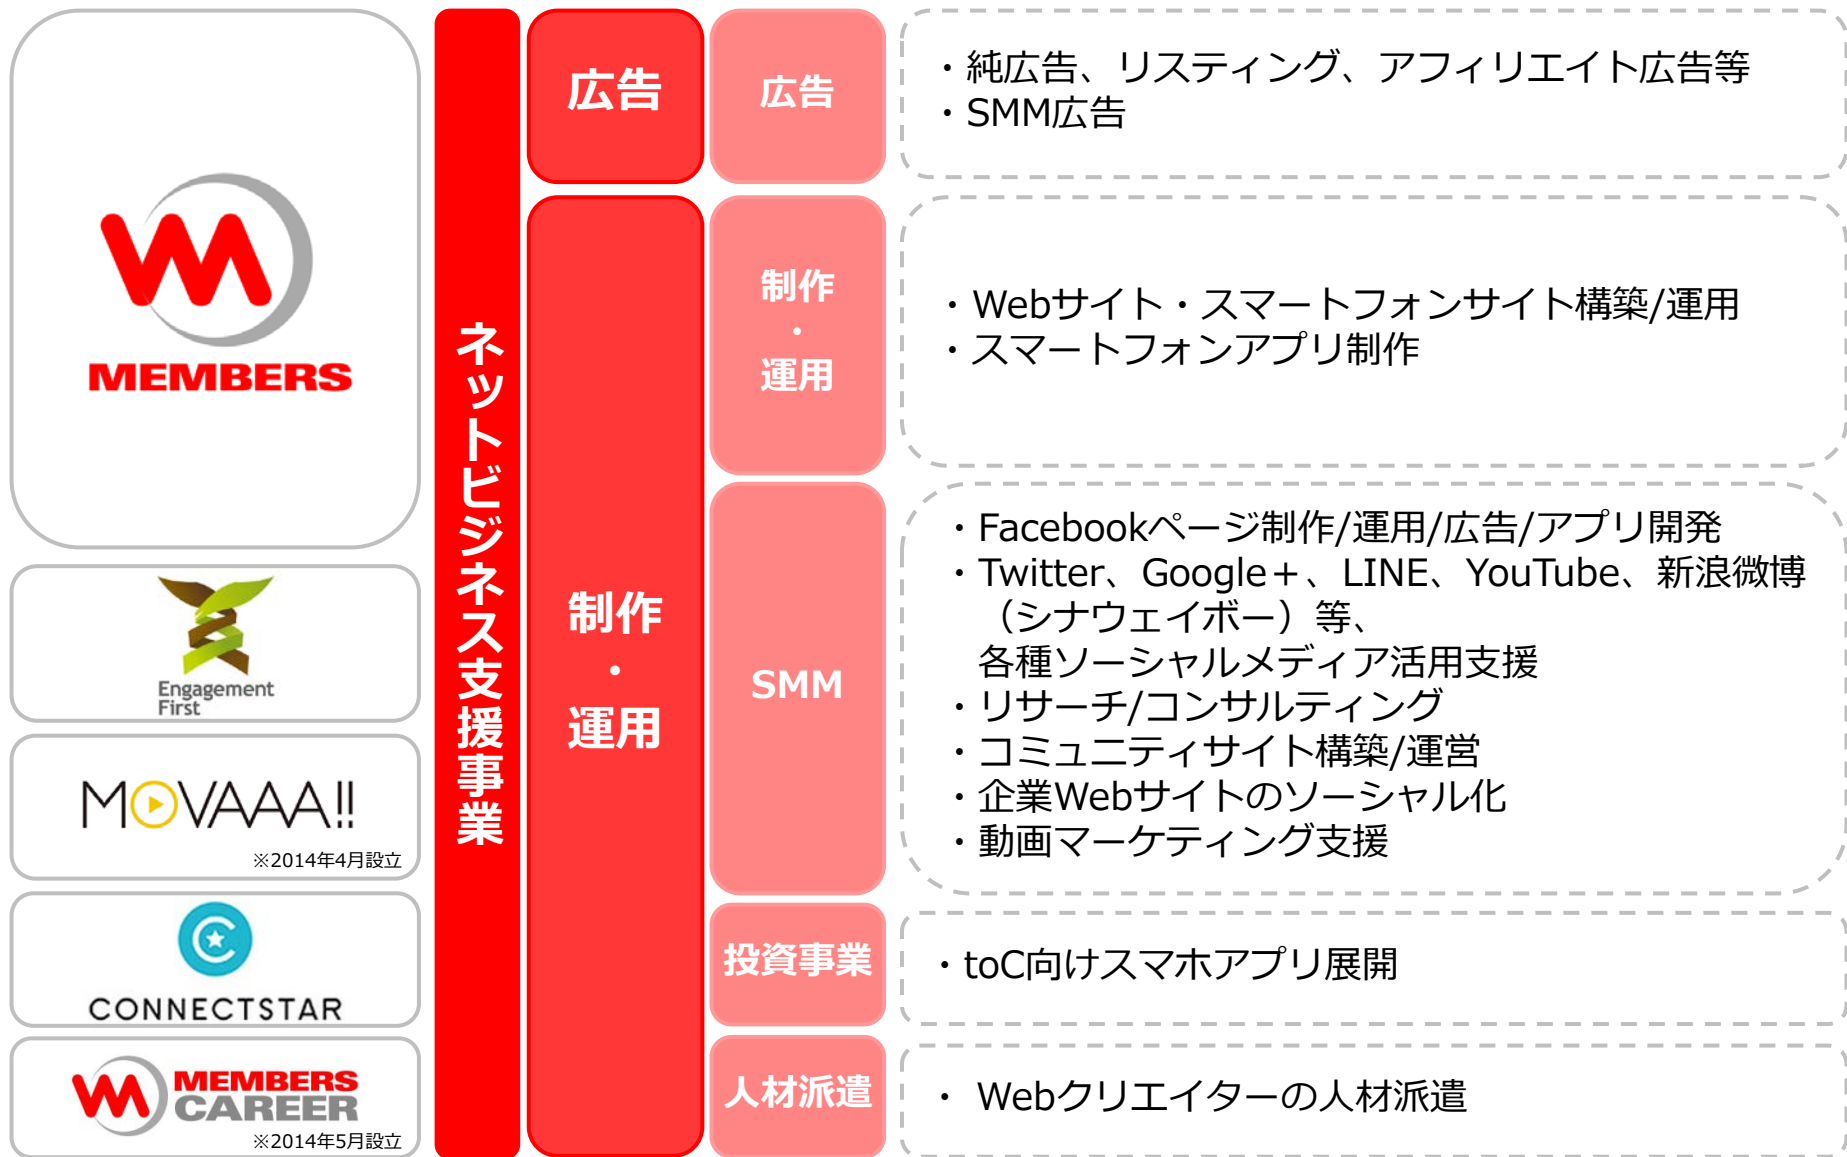 MEMBERS
Engagement
First
MOVAAA!!
※2014年4月設立
CONNECTSTAR
MEMBERS
CAREER
※2014年5月設立
ネットビジネス支援事業
広告
制作
・
運用
広告
制作
・
運用
SMM
投資事業
人材派遣
・純広告、リスティング、アフィリエイト広告等
・SMM広告
・Webサイト・スマートフォンサイト構築/運用
・スマートフォンアプリ制作
・Facebookページ制作/運用/広告/アプリ開発
・Twitter、Google＋、LINE、YouTube、新浪微博
（シナウェイボー）等、
各種ソーシャルメディア活用支援
・リサーチ/コンサルティング
・コミュニティサイト構築/運営
・企業Webサイトのソーシャル化
・動画マーケティング支援
・toC向けスマホアプリ展開
・ Webクリエイターの人材派遣